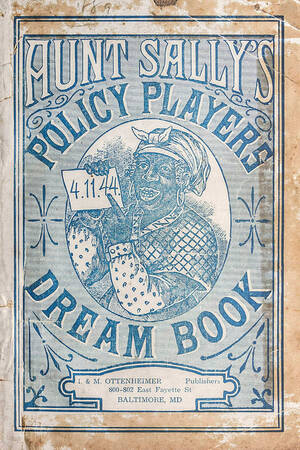 AUNT SALLY'S
POLICY PLAYERS
4.11.44
DREAM BOOK
I. & M. OTTENHEIMER Publishers
800-802 East Fayette St
BALTIMORE, MD